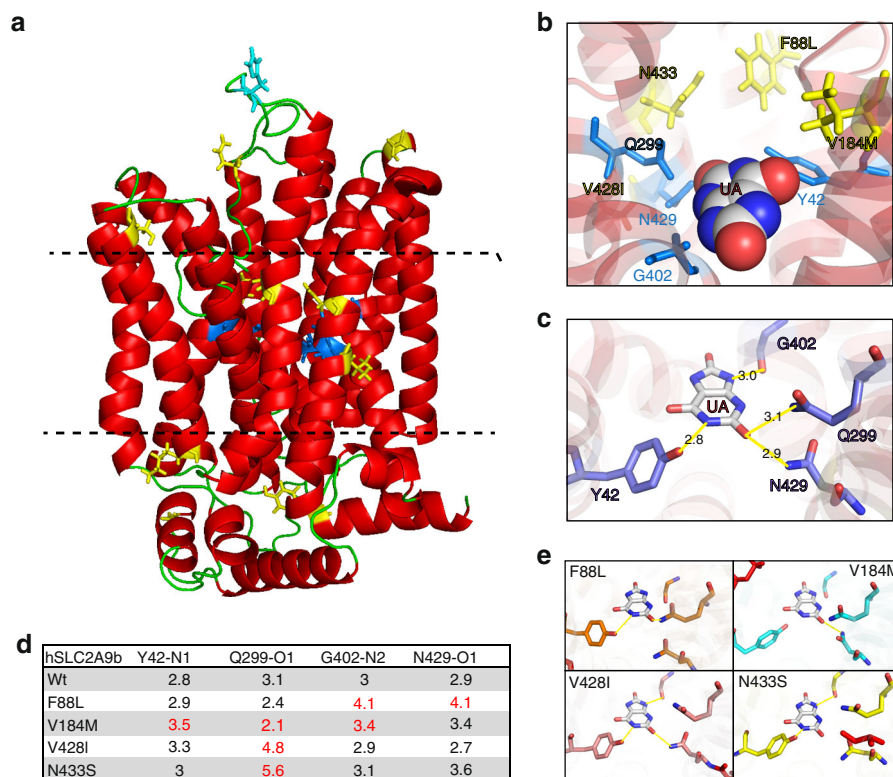 a
b
F88L
N433
V184M
Q299
UA
Y42
V428I
N429
G402
c
G402
3.0
UA
3.1
2.8
Q299
2.9
Y42
N429
d
hSLC2A9b Y42-N1 Q299-O1 G402-N2 N429-O1
Wt 2.8 3.1 3 2.9
F88L 2.9 2.4 4.1 4.1
V184M 3.5 2.1 3.4 3.4
V428I 3.3 4.8 2.9 2.7
N433S 3 5.6 3.1 3.6
e
F88L
V184M
V428I
N433S